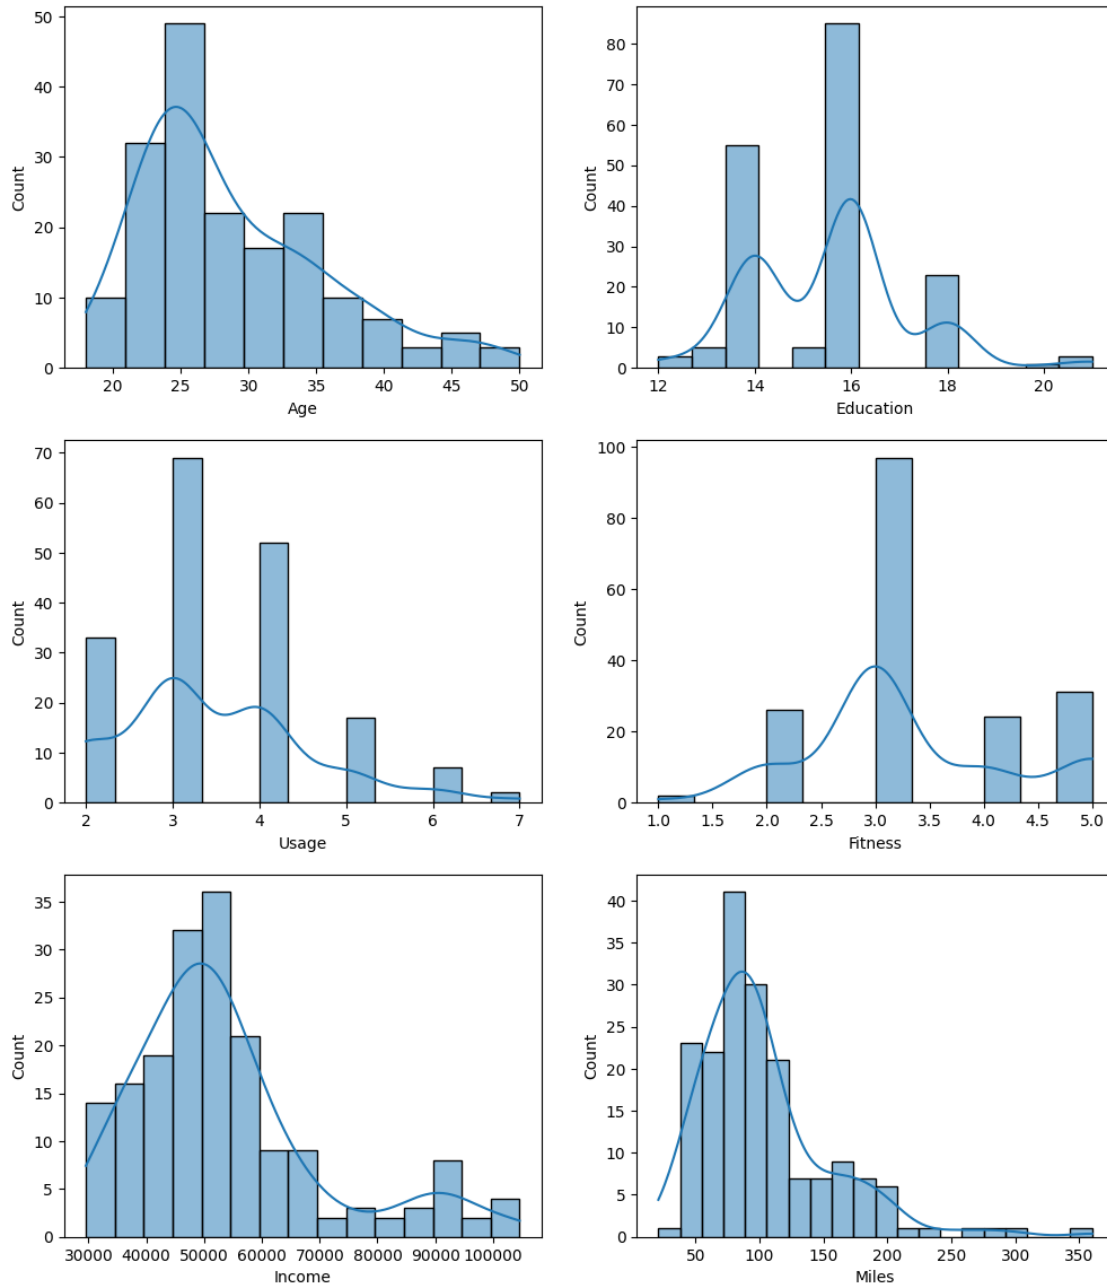 50
40
30
20
10
0
Count
20 25 30 35 40 45 50
Age
80
70
60
50
40
30
20
10
0
Count
12 14 16 18 20
Education
70
60
50
40
30
20
10
0
Count
2 3 4 5 6 7
Usage
100
80
60
40
20
0
Count
1.0 1.5 2.0 2.5 3.0 3.5 4.0 4.5 5.0
Fitness
35
30
25
20
15
10
5
0
Count
30000 40000 50000 60000 70000 80000 90000 100000
Income
40
35
30
25
20
15
10
5
0
Count
50 100 150 200 250 300 350
Miles